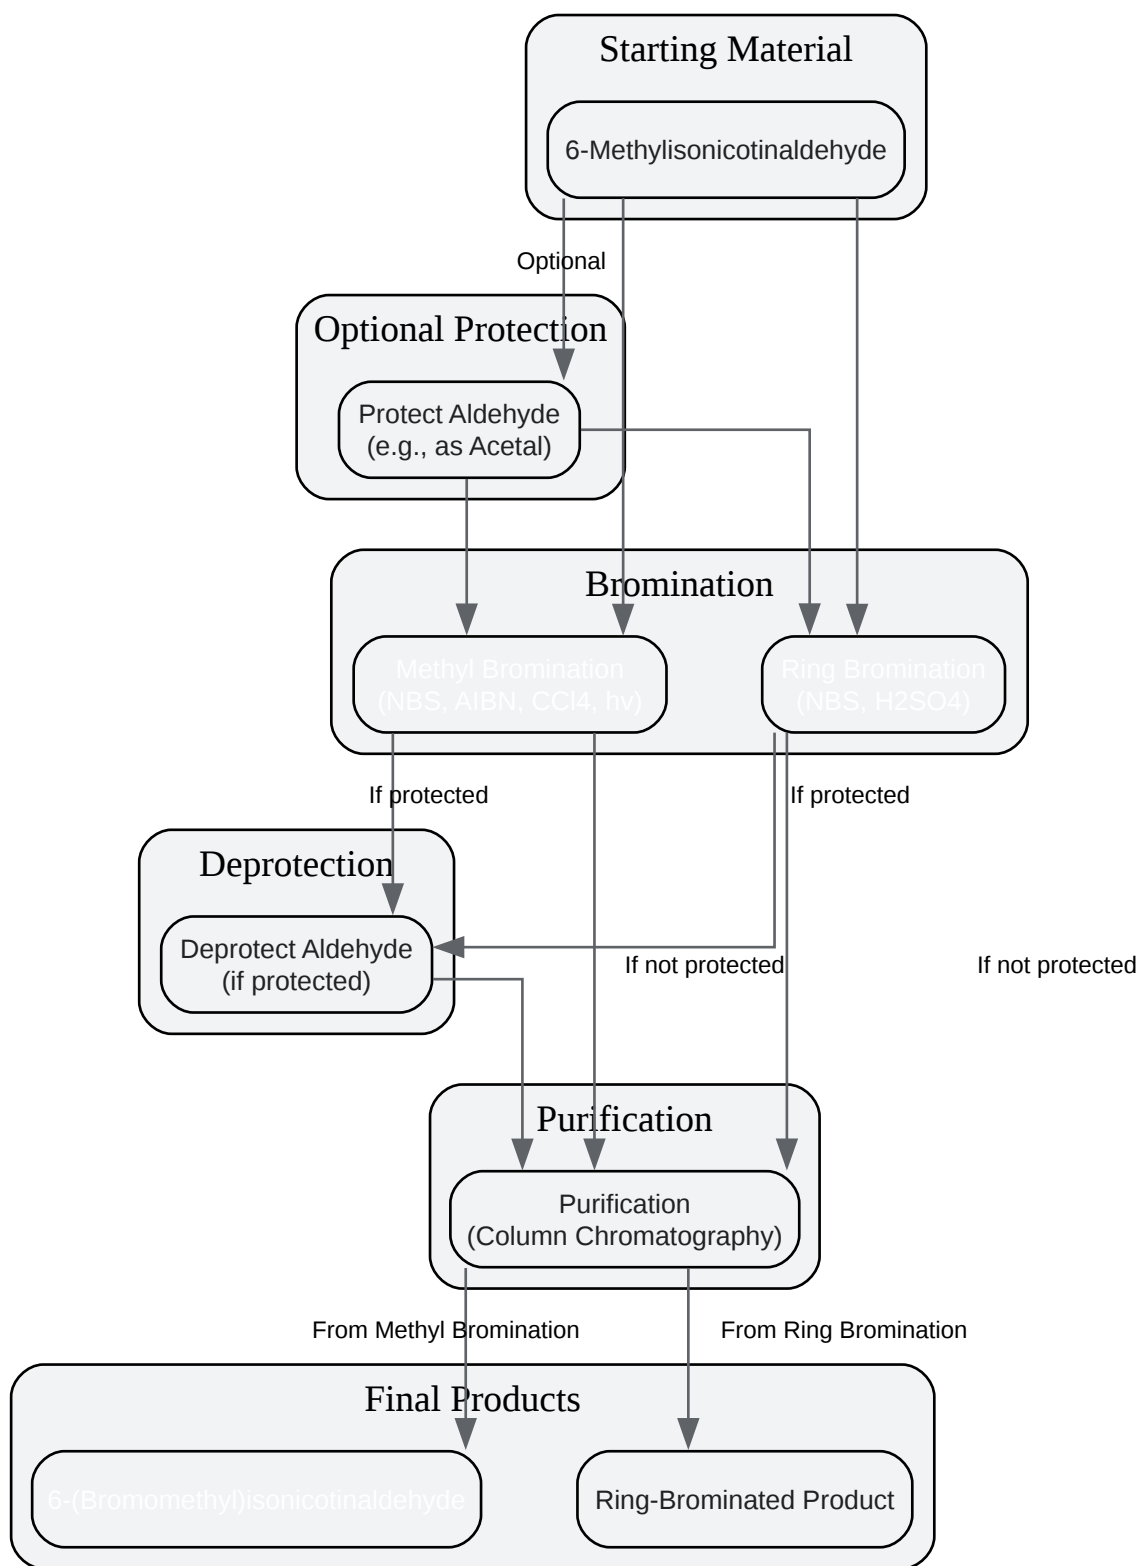 Starting Material
6-Methylisonicotinaldehyde
Optional
Optional Protection
Protect Aldehyde
(e.g., as Acetal)
Bromination
Methyl Bromination
(NBS, AIBN, CCl4, hv)
Ring Bromination
(NBS, H2SO4)
If protected
If protected
Deprotection
Deprotect Aldehyde
(if protected)
If not protected
If not protected
Purification
Purification
(Column Chromatography)
From Methyl Bromination
From Ring Bromination
Final Products
6-(Bromomethyl)isonicotinaldehyde
Ring-Brominated Product